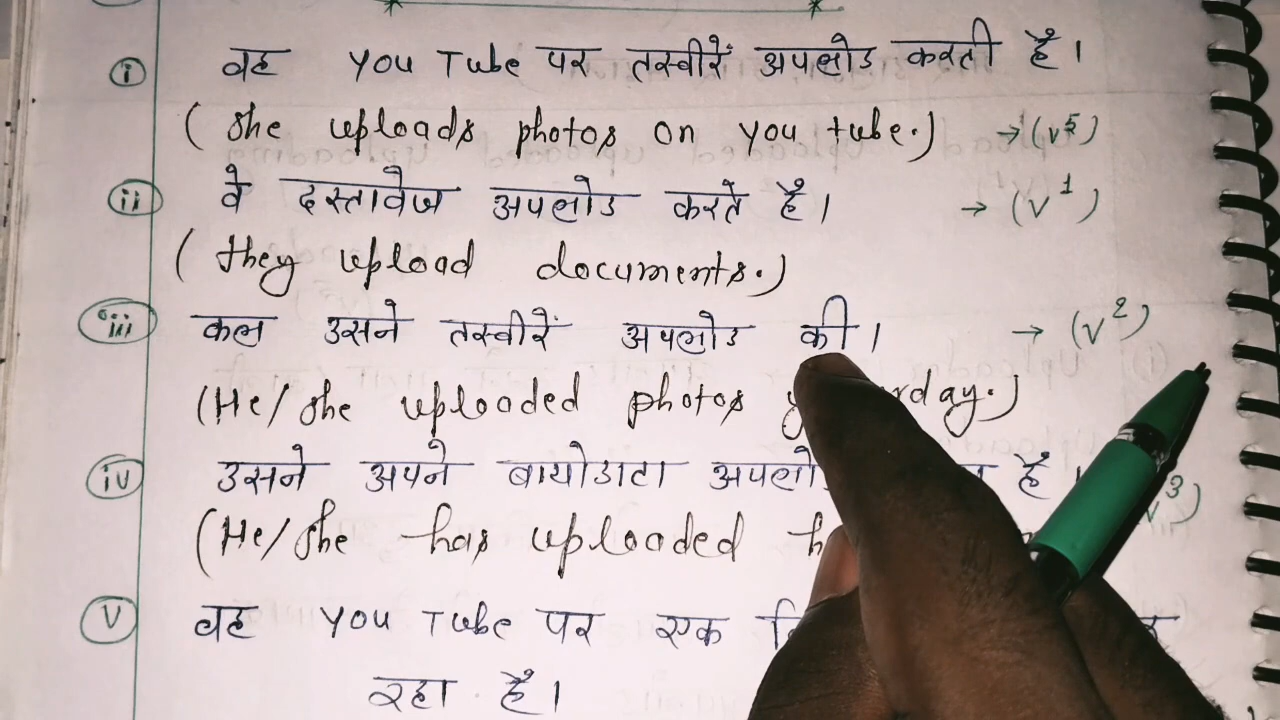 (i) वह You Tube पर तस्वीरें अपलोड करती हैं।
(She uploads photos on you tube.) → (v5)
(ii) वे दस्तावेज अपलोड करते हैं। → (v1)
(they upload documents.)
(iii) कल उसने तस्वीरें अपलोड की। → (v2)
(He/she uploaded photos
(iv) उसने अपने बायोडाटा हैं।
(He/she has uploaded
(v) वह You Tube पर एक
रहा हैं।